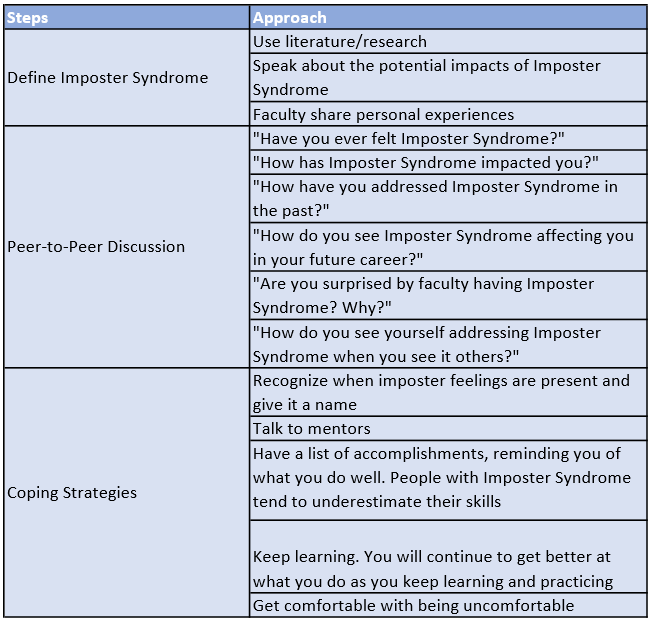 Steps
Approach
Define Imposter Syndrome
Use literature/research
Speak about the potential impacts of Imposter
Syndrome
Faculty share personal experiences
Peer-to-Peer Discussion
"Have you ever felt Imposter Syndrome?"
"How has Imposter Syndrome impacted you?"
"How have you addressed Imposter Syndrome in
the past?"
"How do you see Imposter Syndrome affecting you
in your future career?"
"Are you surprised by faculty having Imposter
Syndrome? Why?"
"How do you see yourself addressing Imposter
Syndrome when you see it others?"
Coping Strategies
Recognize when imposter feelings are present and
give it a name
Talk to mentors
Have a list of accomplishments, reminding you of
what you do well. People with Imposter Syndrome
tend to underestimate their skills
Keep learning. You will continue to get better at
what you do as you keep learning and practicing
Get comfortable with being uncomfortable